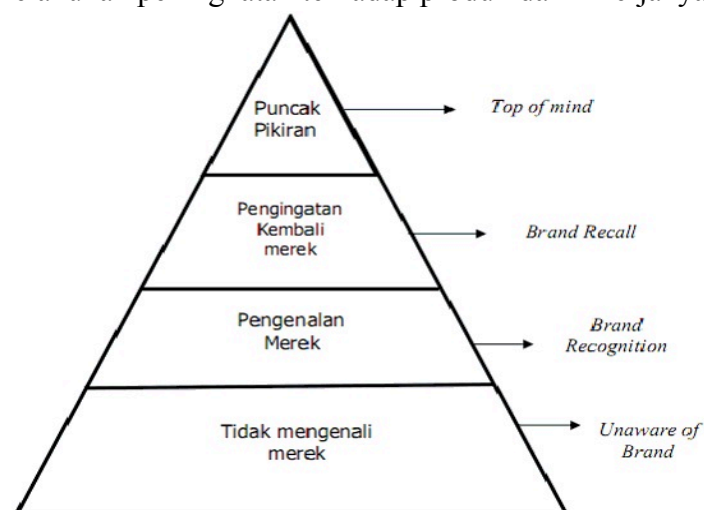 Puncak
Pikiran
Top of mind
Pengingatan
Kembali
merek
Brand Recall
Pengenalan
Merek
Brand
Recognition
Tidak mengenali
merek
Unaware of
Brand